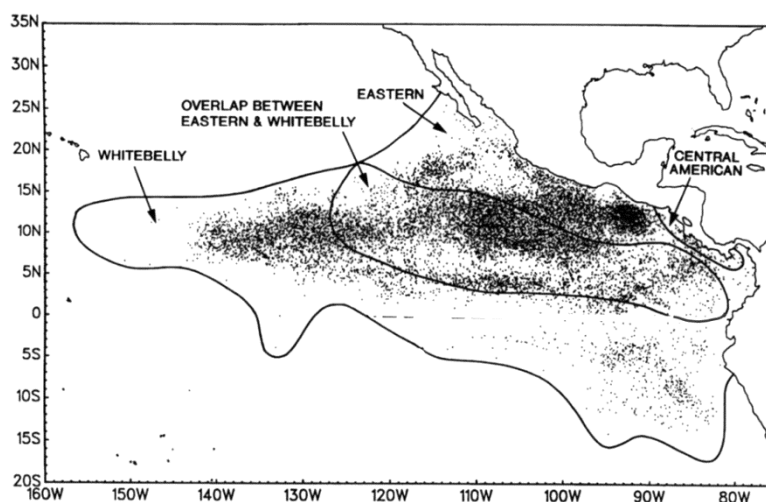 35N
30N
25N
20N
15N
10N
5N
0
5S
10S
15S
20S
160W
150W
140W
130W
120W
110W
100W
90W
80W
EASTERN
OVERLAP BETWEEN
EASTERN & WHITEBELLY
WHITEBELLY
CENTRAL
AMERICAN